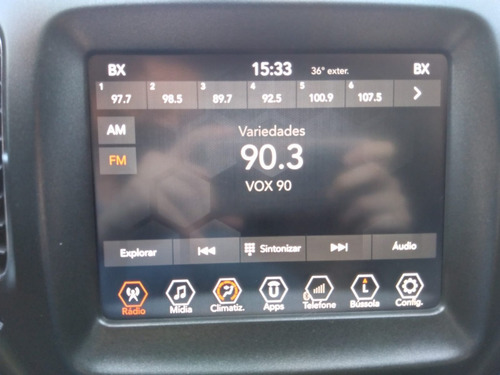 BX 15:33 36° exter. BX
1 2 3 4 5 6
97.7 98.5 89.7 92.5 100.9 107.5
AM
Variedades
FM
90.3
VOX 90
Explorar Sintonizar Áudio
Rádio Mídia Climatiz. Apps Telefone Bússola Config.